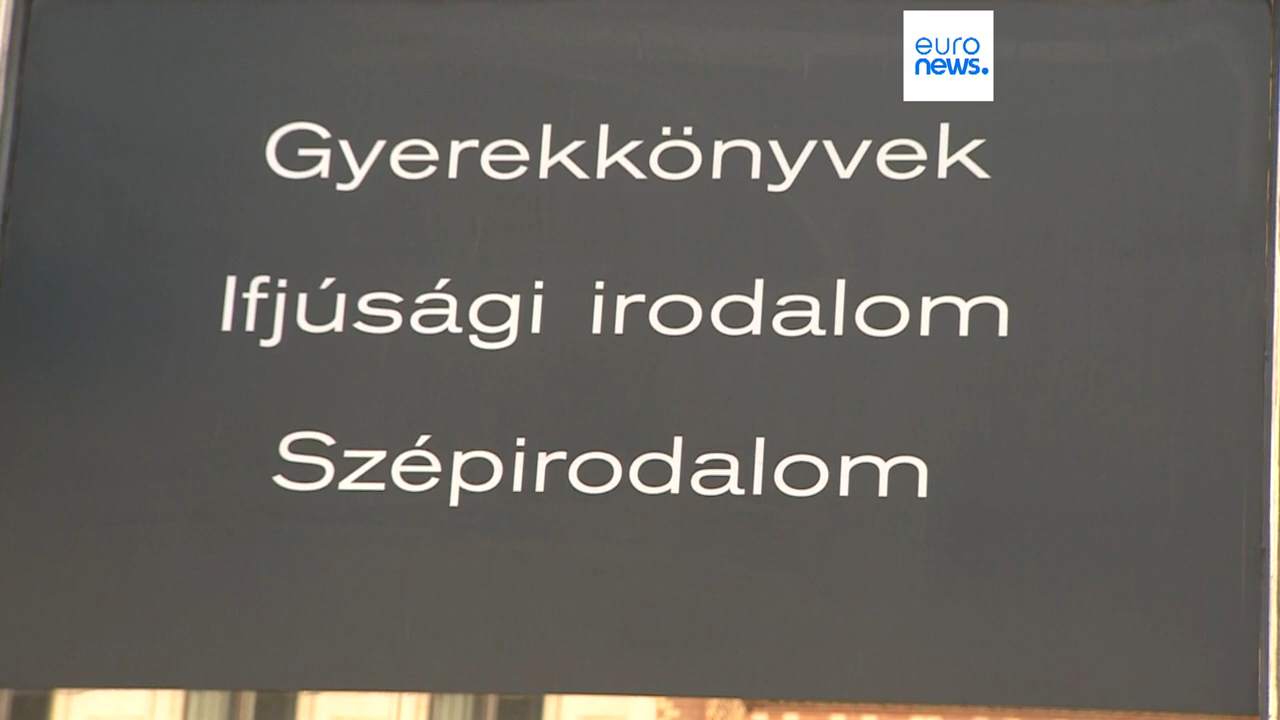 euro
news.
Gyerekkönyvek
Ifjúsági irodalom
Szépirodalom